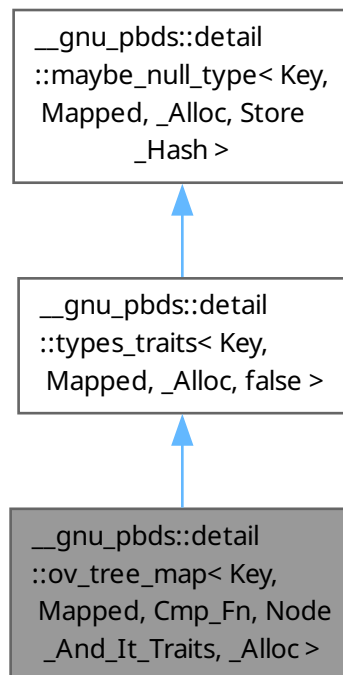 __gnu_pbds::detail
::maybe_null_type< Key,
Mapped, _Alloc, Store
_Hash >
__gnu_pbds::detail
::types_traits< Key,
Mapped, _Alloc, false >
__gnu_pbds::detail
::ov_tree_map< Key,
Mapped, Cmp_Fn, Node
_And_It_Traits, _Alloc >